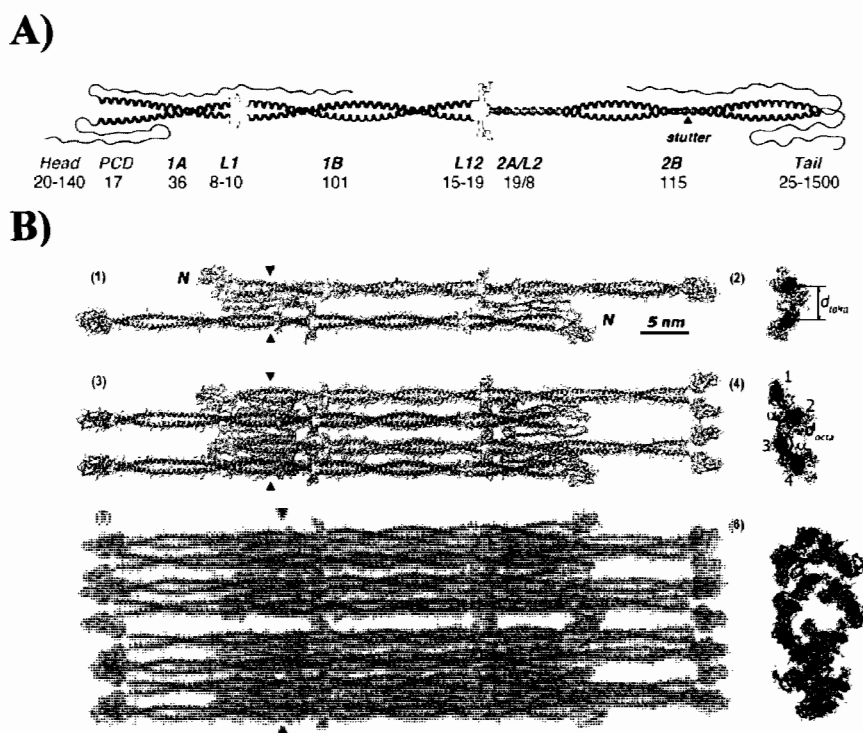 A)
stutter
Head PCD 1A L1 1B L12 2A/L2 2B Tail
20-140 17 36 8-10 101 15-19 19/8 115 25-1500
B)
(1) N (2)
d
N 5 nm
(3) (4) 1
α 2
3 α
4
(6)